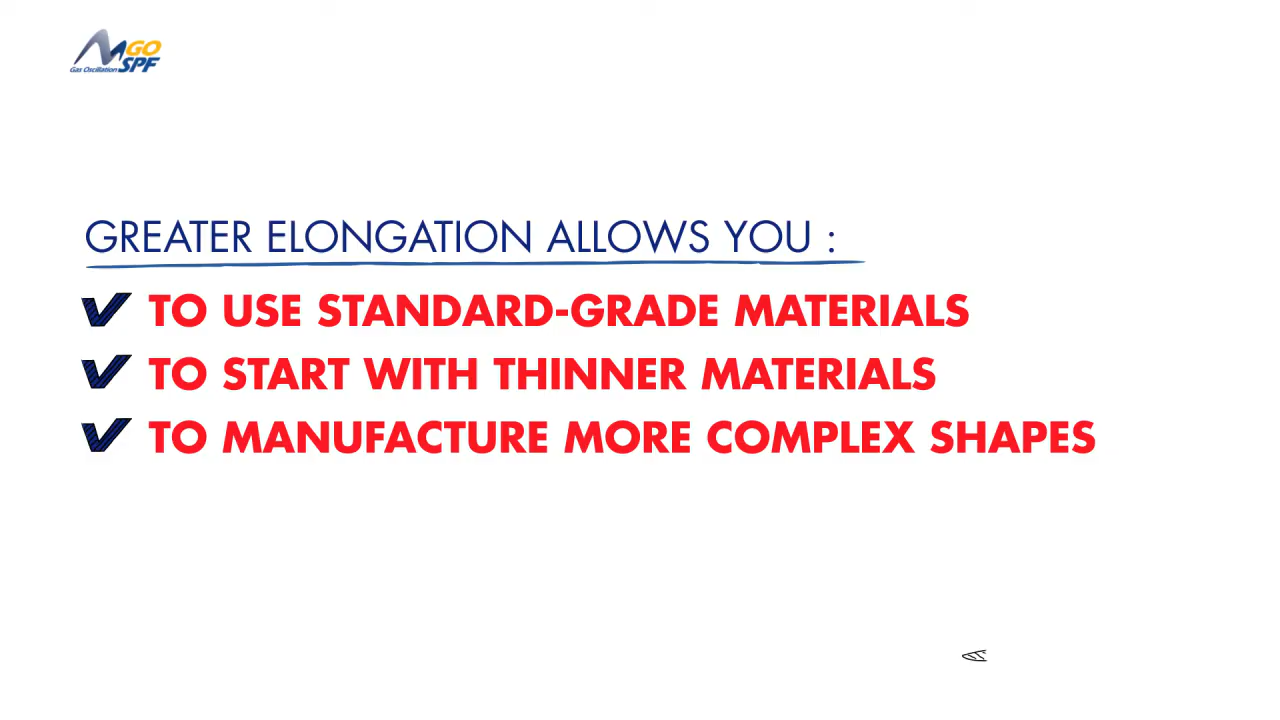 GO
Gas Oscillation SPF
GREATER ELONGATION ALLOWS YOU :
TO USE STANDARD-GRADE MATERIALS
TO START WITH THINNER MATERIALS
TO MANUFACTURE MORE COMPLEX SHAPES